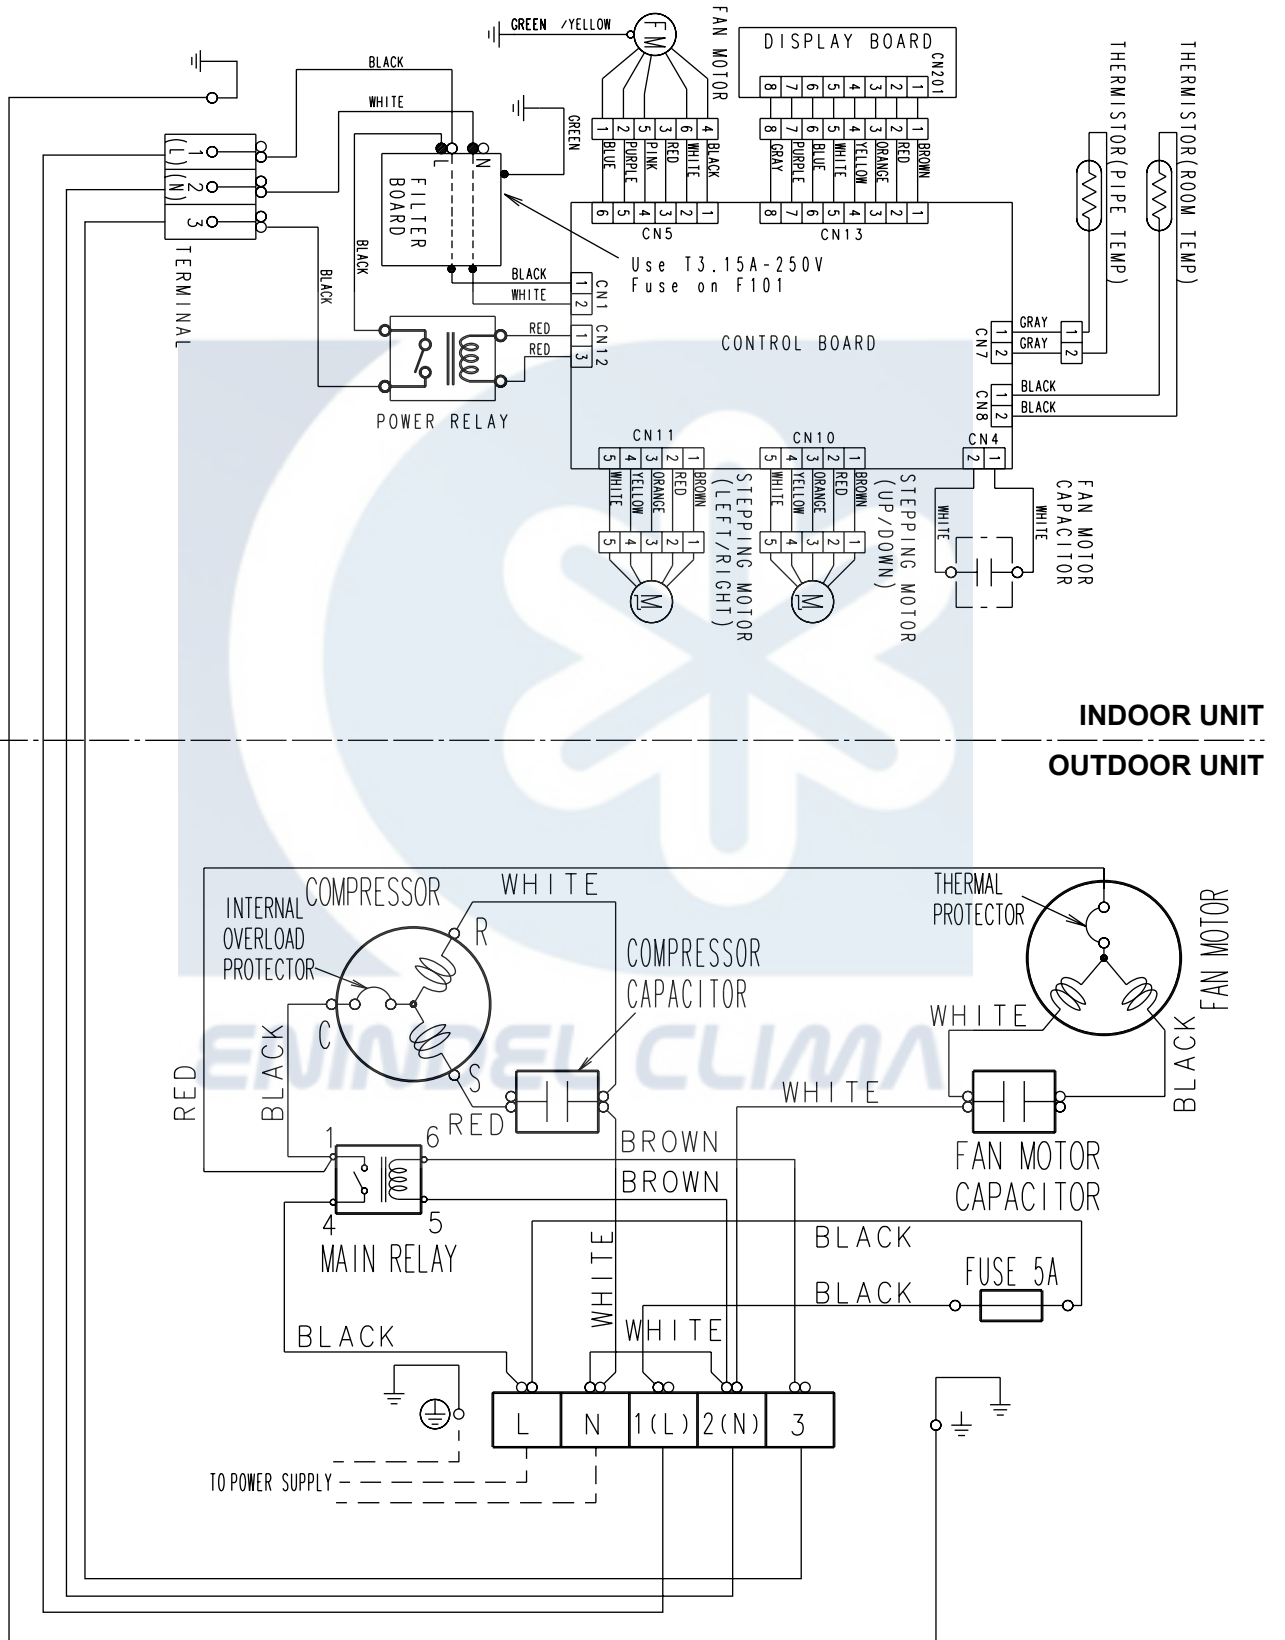 GREEN /YELLOW
FM
FAN MOTOR
DISPLAY BOARD
CN201
8 7 6 5 4 3 2 1
8 7 6 5 4 3 2 1
GRAY
PURPLE
BLUE
WHITE
YELLOW
ORANGE
RED
BROWN
8 7 6 5 4 3 2 1
CN13
1 2 5 3 6 4
BLUE
PURPLE
PINK
RED
WHITE
BLACK
6 5 4 3 2 1
CN5
THERMISTOR(PIPE TEMP)
THERMISTOR(ROOM TEMP)
BLACK
WHITE
GREEN
1
(L)
2
(N)
3
TERMINAL
L N
FILTER
BOARD
BLACK
BLACK
Use T3.15A-250V
Fuse on F101
BLACK
WHITE
1
2
CN1
RED
RED
1
3
CN12
POWER RELAY
CONTROL BOARD
CN7
1
2
GRAY
GRAY
1
2
CN8
1
2
BLACK
BLACK
CN4
2 1
WHITE
WHITE
FAN MOTOR
CAPACITOR
CN11
5 4 3 2 1
WHITE
YELLOW
ORANGE
RED
BROWN
5 4 3 2 1
M
STEPPING MOTOR
(LEFT/RIGHT)
CN10
5 4 3 2 1
WHITE
YELLOW
ORANGE
RED
BROWN
5 4 3 2 1
M
STEPPING MOTOR
(UP/DOWN)
INDOOR UNIT
OUTDOOR UNIT
COMPRESSOR
INTERNAL
OVERLOAD
PROTECTOR
WHITE
R
C
S
COMPRESSOR
CAPACITOR
THERMAL
PROTECTOR
FAN MOTOR
WHITE
BLACK
ENINDEL CLIMA
RED
BLACK
RED
WHITE
FAN MOTOR
CAPACITOR
1
6
4
5
MAIN RELAY
BROWN
BROWN
WHITE
BLACK
BLACK
FUSE 5A
BLACK
WHITE
L N 1(L) 2(N) 3
TO POWER SUPPLY